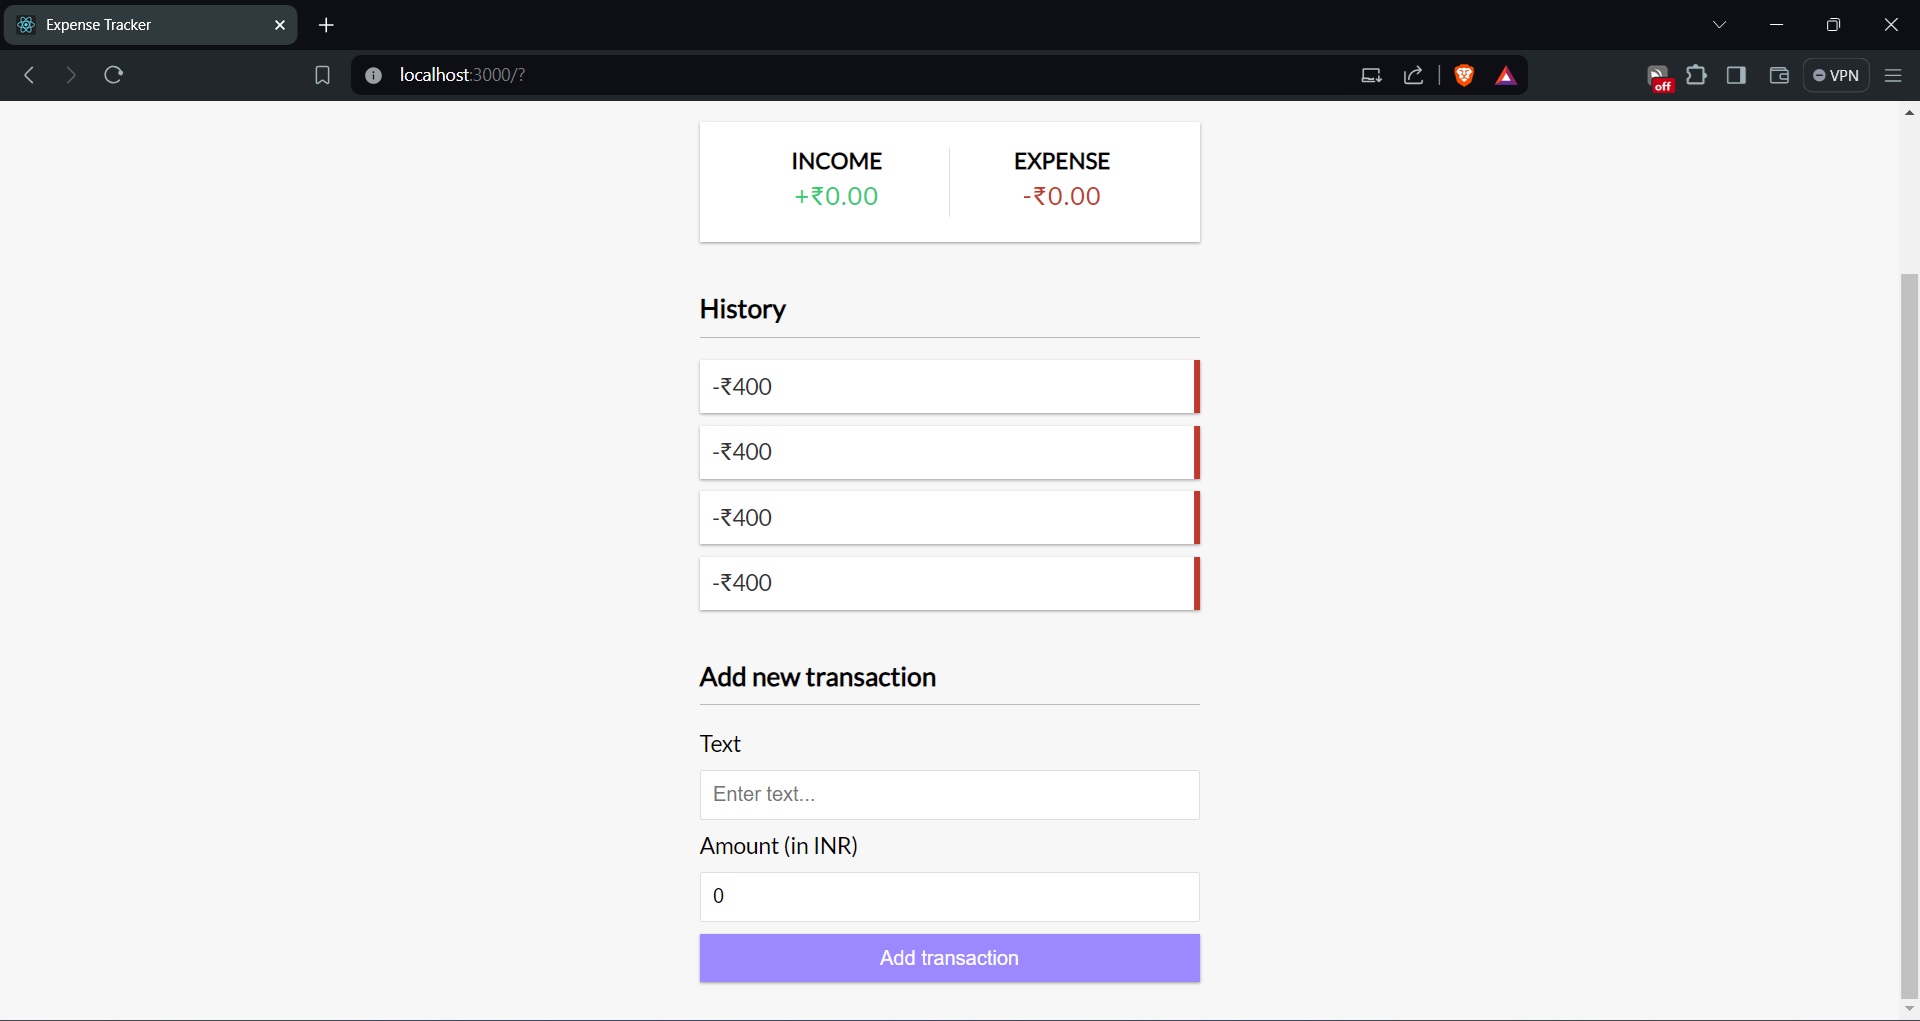 Expense Tracker
localhost:3000/?
off
VPN
INCOME
+₹0.00
EXPENSE
-₹0.00
History
-₹400
-₹400
-₹400
-₹400
Add new transaction
Text
Enter text...
Amount (in INR)
0
Add transaction